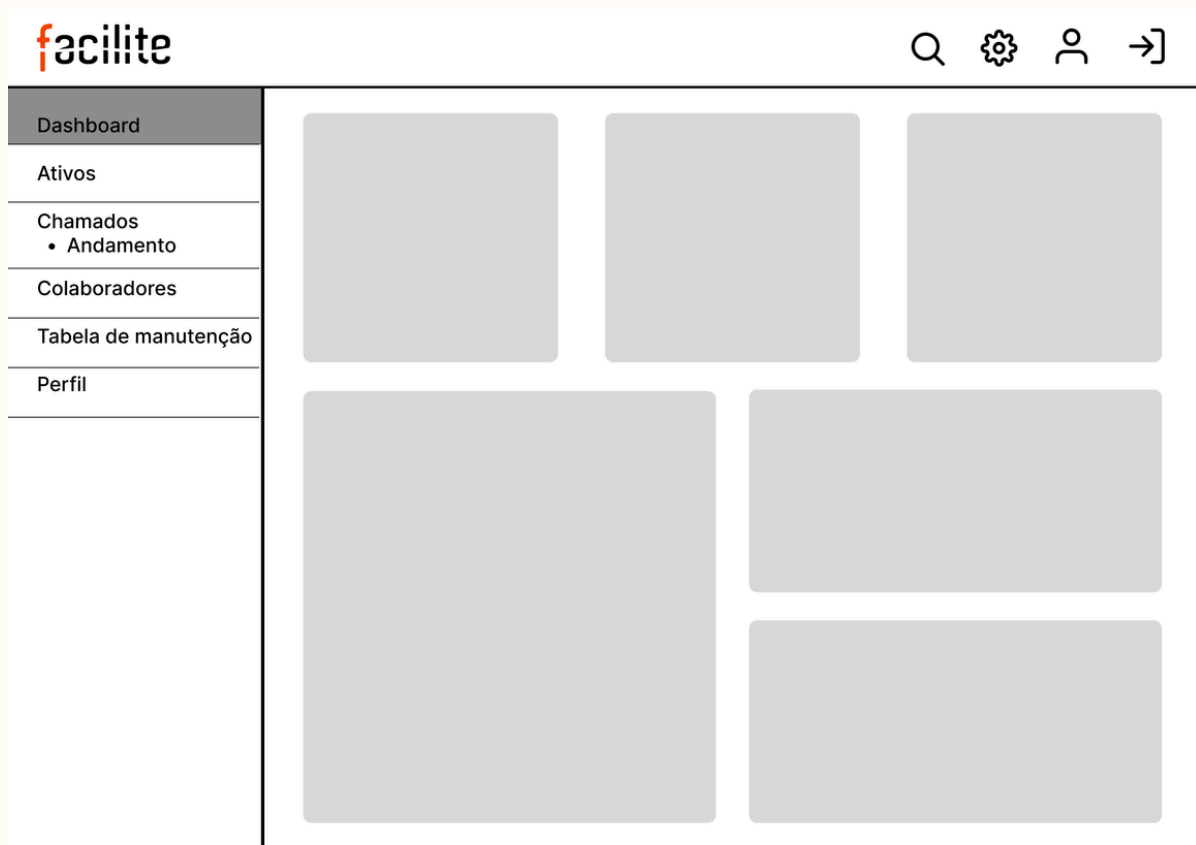 facilite
Dashboard
Ativos
Chamados
• Andamento
Colaboradores
Tabela de manutenção
Perfil